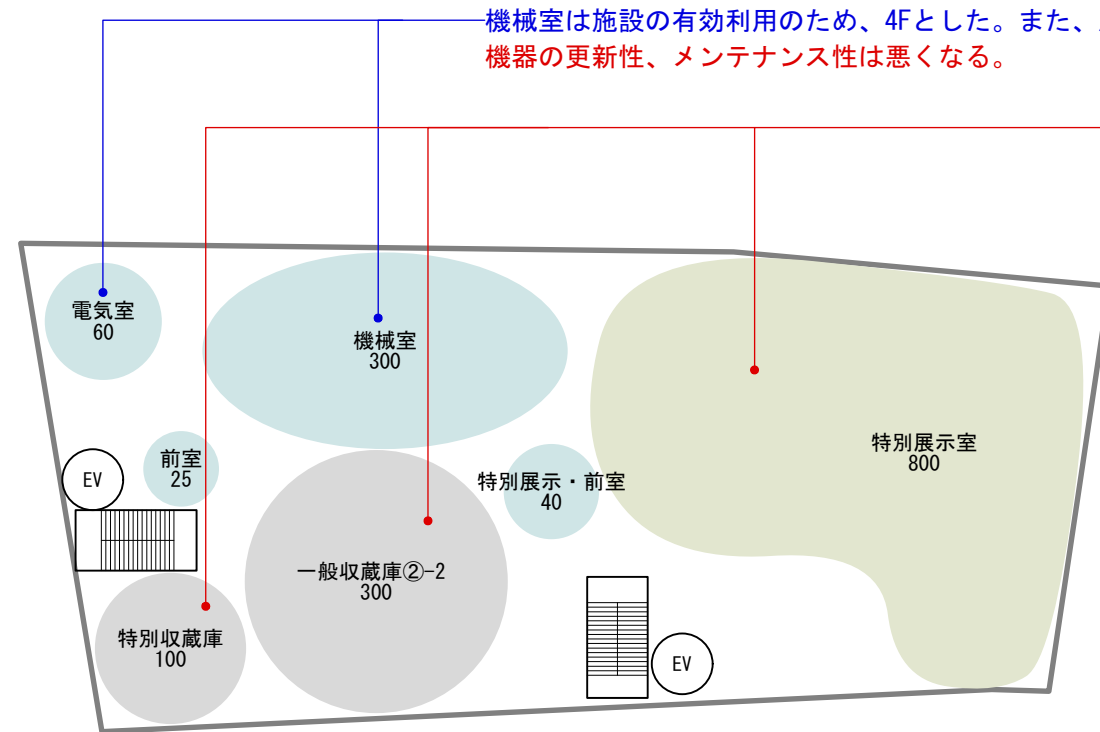 機械室は施設の有効利用のため、4Fとした。また、
機器の更新性、メンテナンス性は悪くなる。
電気室
60
機械室
300
特別展示室
800
前室
25
EV
特別展示・前室
40
一般収蔵庫②-2
300
特別収蔵庫
100
EV